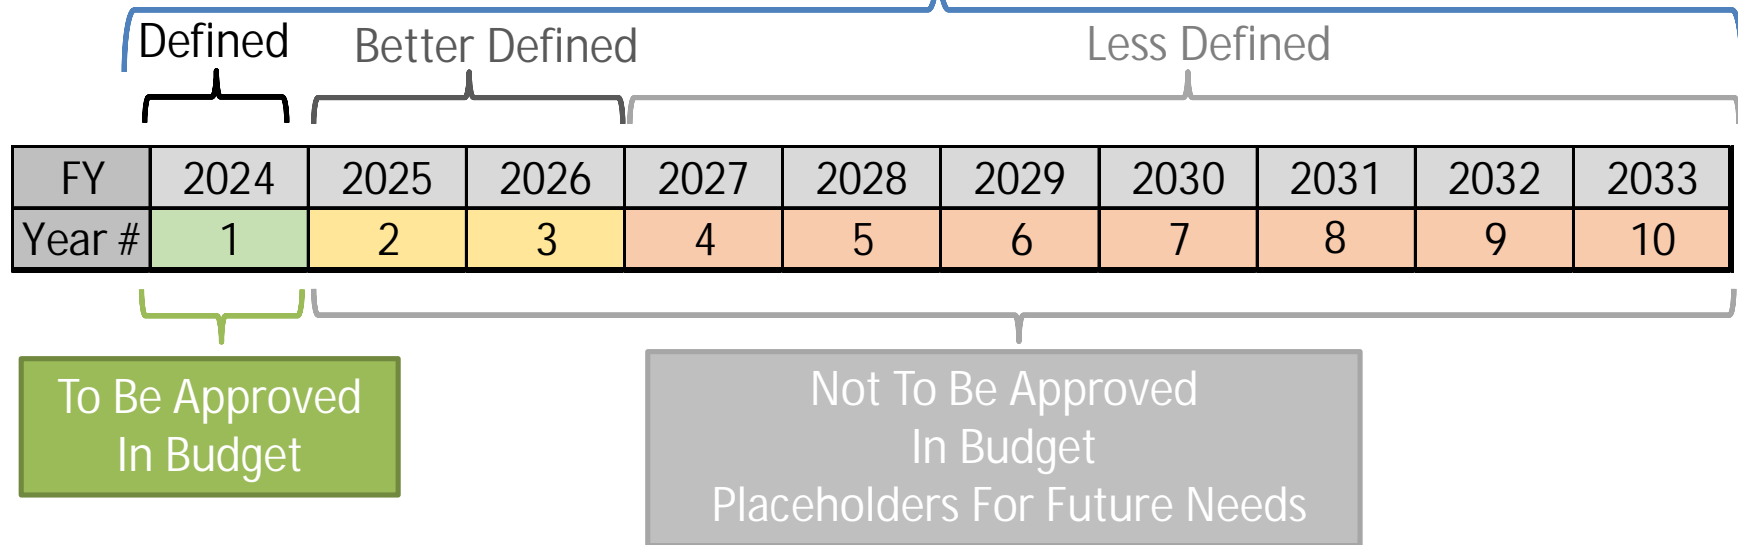 Defined Better Defined Less Defined
FY 2024 2025 2026 2027 2028 2029 2030 2031 2032 2033
Year # 1 2 3 4 5 6 7 8 9 10
To Be Approved
In Budget
Not To Be Approved
In Budget
Placeholders For Future Needs